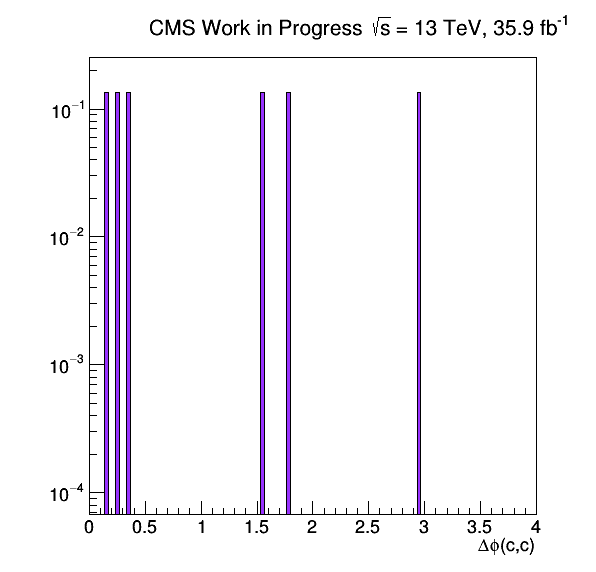 CMS Work in Progress √s = 13 TeV, 35.9 fb⁻¹
10⁻¹
10⁻²
10⁻³
10⁻⁴
0 0.5 1 1.5 2 2.5 3 3.5 4
Δϕ(c,c)